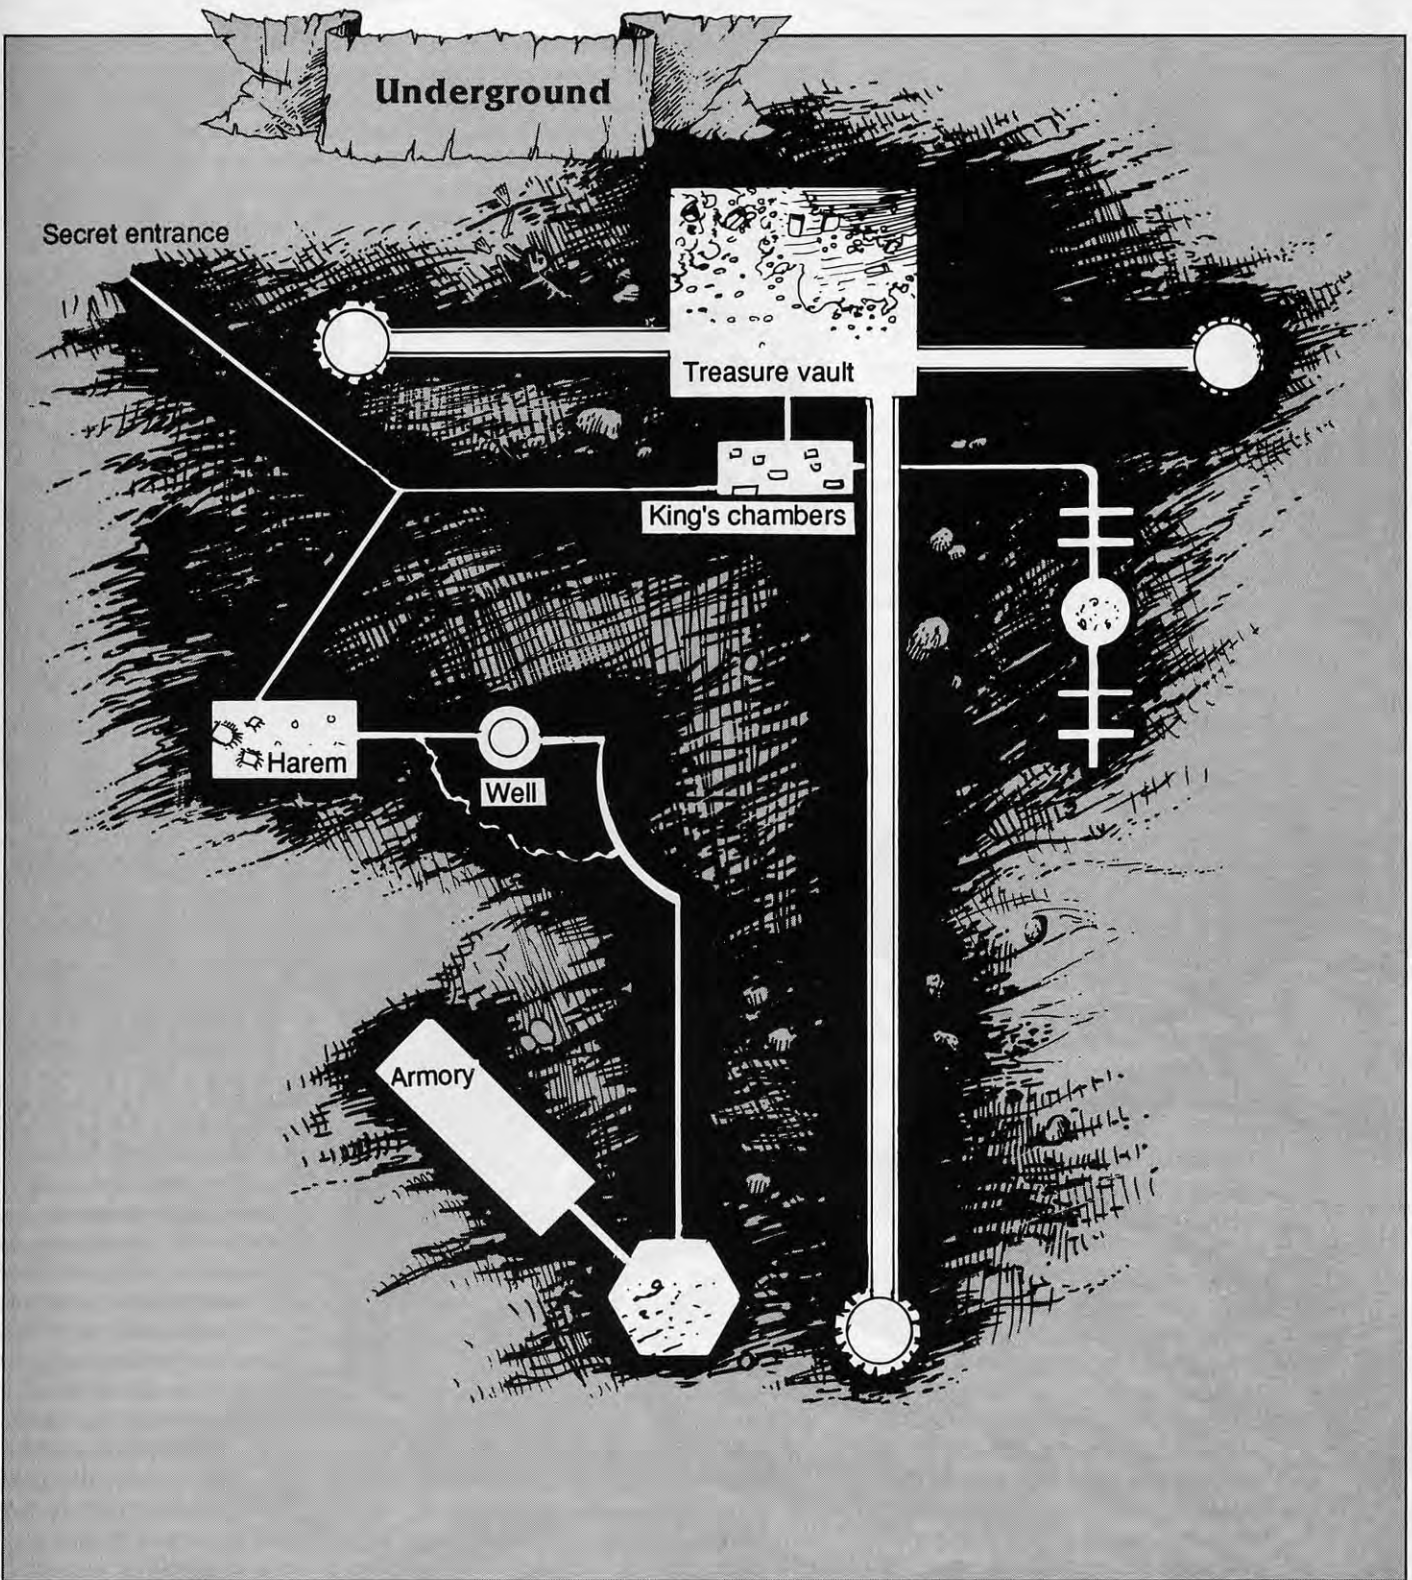 Underground
Secret entrance
Treasure vault
King's chambers
Harem
Well
Armory